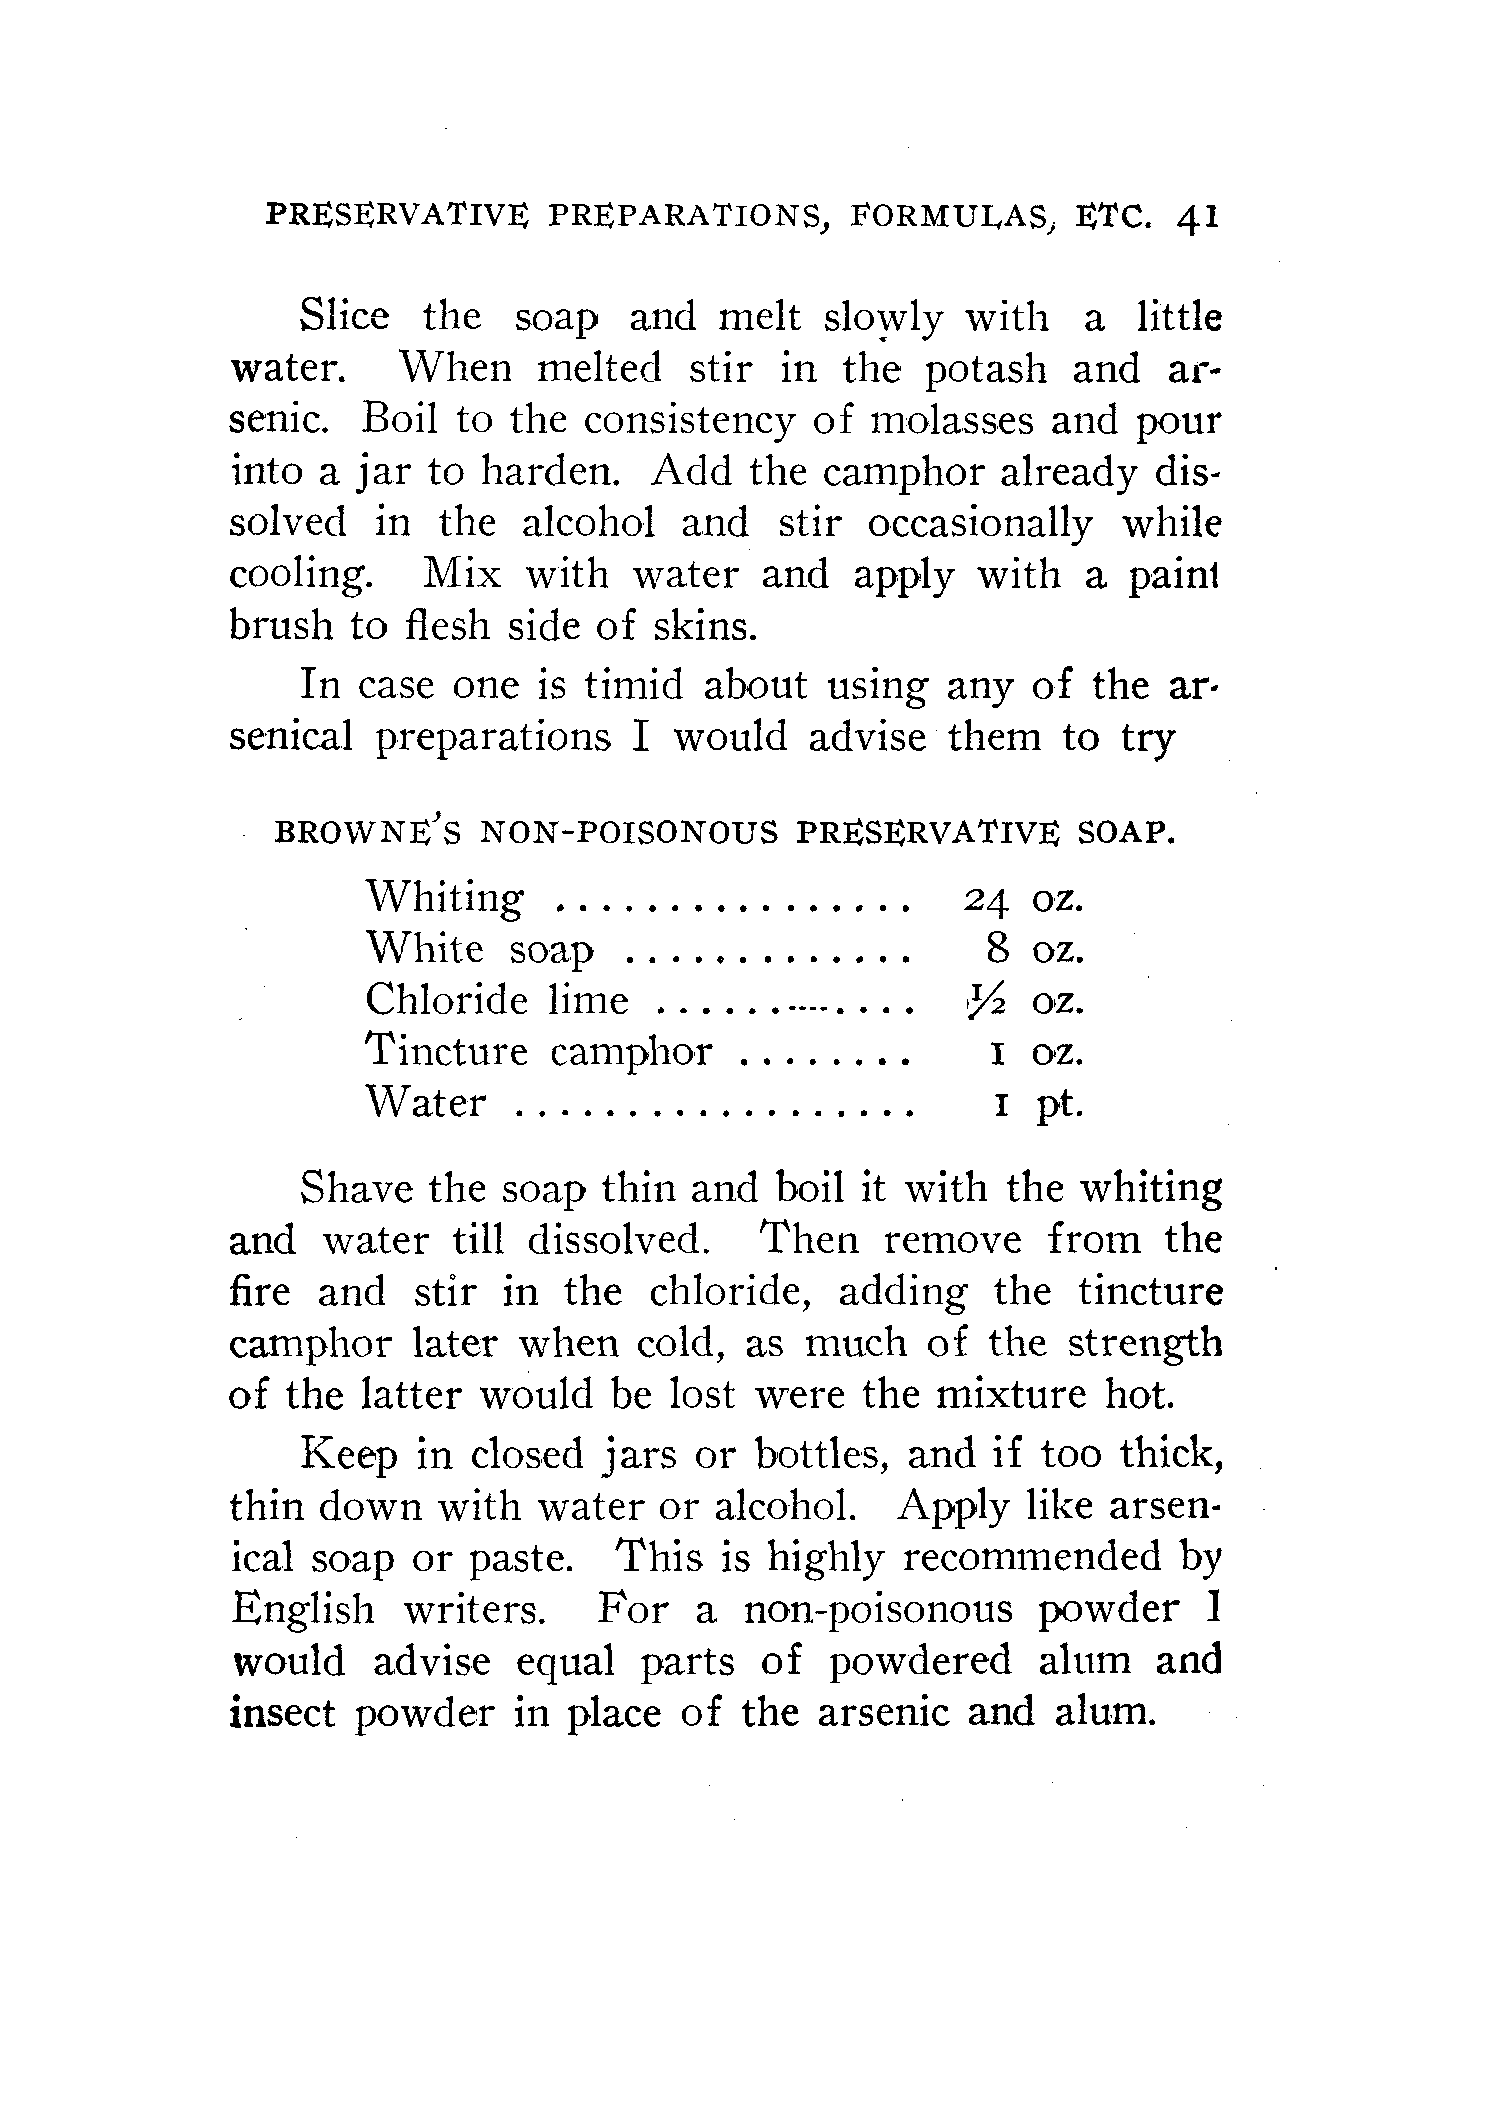 PRESERVATIVE PREPARATIONS, FORMULAS, ETC. 41
Slice the soap and melt slowly with a little
water. When melted stir in the potash and ar-
senic. Boil to the consistency of molasses and pour
into a jar to harden. Add the camphor already dis-
solved in the alcohol and stir occasionally while
cooling. Mix with water and apply with a paint
brush to flesh side of skins.
In case one is timid about using any of the ar-
senical preparations I would advise them to try
BROWNE'S NON-POISONOUS PRESERVATIVE SOAP.
Whiting ................ 24 oz.
White soap ............. 8 oz.
Chloride lime ............. ½ oz.
Tincture camphor ........ 1 oz.
Water .................. 1 pt.
Shave the soap thin and boil it with the whiting
and water till dissolved. Then remove from the
fire and stir in the chloride, adding the tincture
camphor later when cold, as much of the strength
of the latter would be lost were the mixture hot.
Keep in closed jars or bottles, and if too thick,
thin down with water or alcohol. Apply like arsen-
ical soap or paste. This is highly recommended by
English writers. For a non-poisonous powder I
would advise equal parts of powdered alum and
insect powder in place of the arsenic and alum.